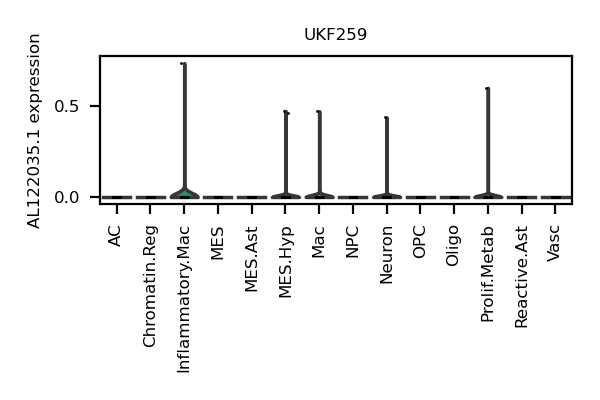 UKF259
AL122035.1 expression
0.5
0.0
AC
Chromatin.Reg
Inflammatory.Mac
MES
MES.Ast
MES.Hyp
Mac
NPC
Neuron
OPC
Oligo
Prolif.Metab
Reactive.Ast
Vasc